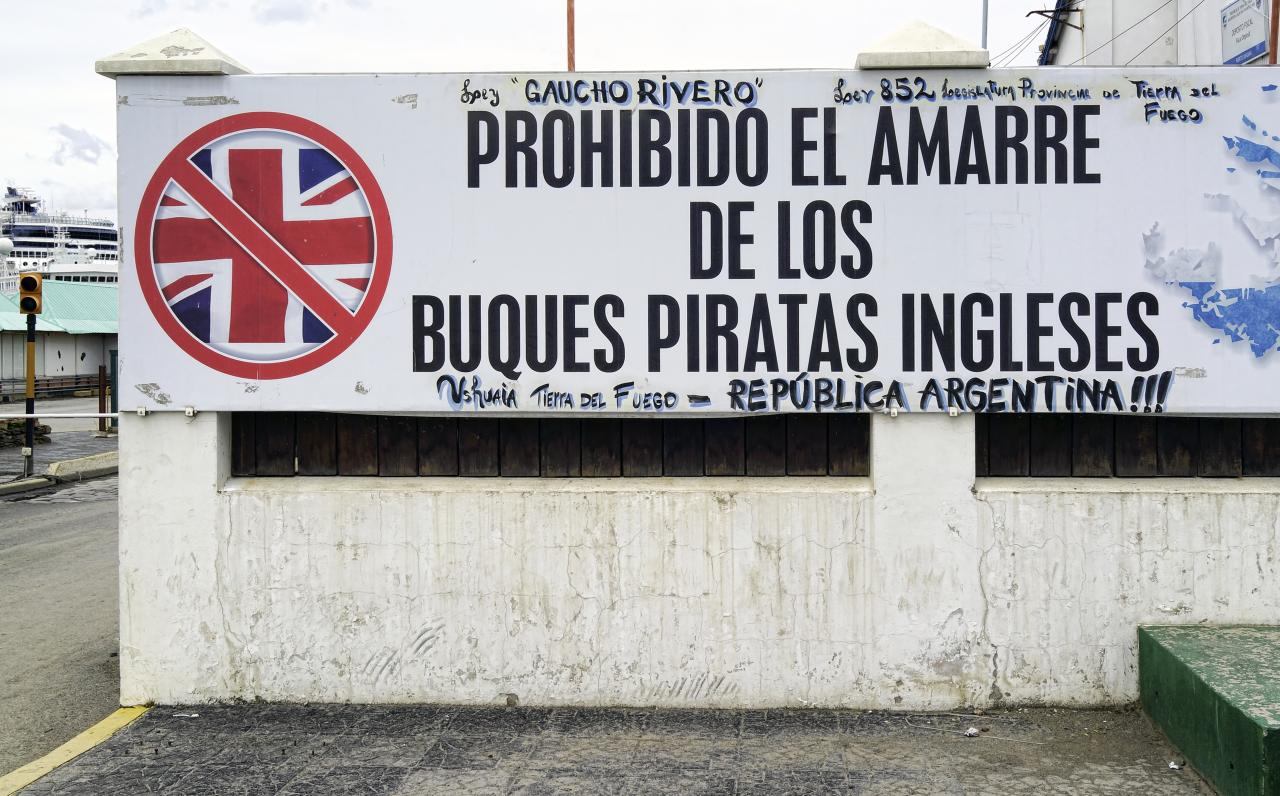 Ley "GAUCHO RIVERO"
Ley 852 Legislatura Provincial de Tierra del
Fuego
PROHIBIDO EL AMARRE
DE LOS
BUQUES PIRATAS INGLESES
Ushuaia Tierra del Fuego - REPÚBLICA ARGENTINA!!!